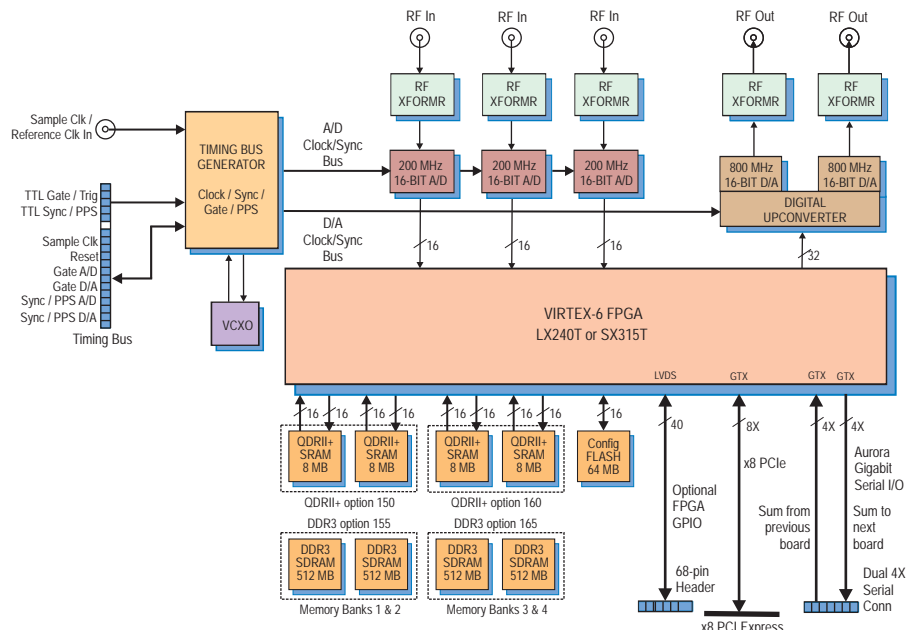 RF In
RF In
RF In
RF Out
RF Out
Sample Clk /
Reference Clk In
TIMING BUS
GENERATOR
Clock / Sync /
Gate / PPS
A/D
Clock/Sync
Bus
D/A
Clock/Sync
Bus
RF
XFORMR
RF
XFORMR
RF
XFORMR
RF
XFORMR
RF
XFORMR
200 MHz
16-BIT A/D
200 MHz
16-BIT A/D
200 MHz
16-BIT A/D
800 MHz
16-BIT D/A
800 MHz
16-BIT D/A
DIGITAL
UPCONVERTER
TTL Gate / Trig
TTL Sync / PPS
Sample Clk
Reset
Gate A/D
Gate D/A
Sync / PPS A/D
Sync / PPS D/A
Timing Bus
VCXO
16
16
16
32
VIRTEX-6 FPGA
LX240T or SX315T
LVDS
GTX
GTX
GTX
16
16
16
16
16
16
16
16
16
40
8X
4X
4X
QDRII+
SRAM
8 MB
QDRII+
SRAM
8 MB
QDRII+
SRAM
8 MB
QDRII+
SRAM
8 MB
Config
FLASH
64 MB
QDRII+ option 150
QDRII+ option 160
DDR3 option 155
DDR3 option 165
DDR3
SDRAM
512 MB
DDR3
SDRAM
512 MB
DDR3
SDRAM
512 MB
DDR3
SDRAM
512 MB
Memory Banks 1 & 2
Memory Banks 3 & 4
Optional
FPGA
GPIO
68-pin
Header
x8 PCIe
x8 PCI Express
Sum from
previous
board
Aurora
Gigabit
Serial I/O
Sum to
next
board
Dual 4X
Serial
Conn